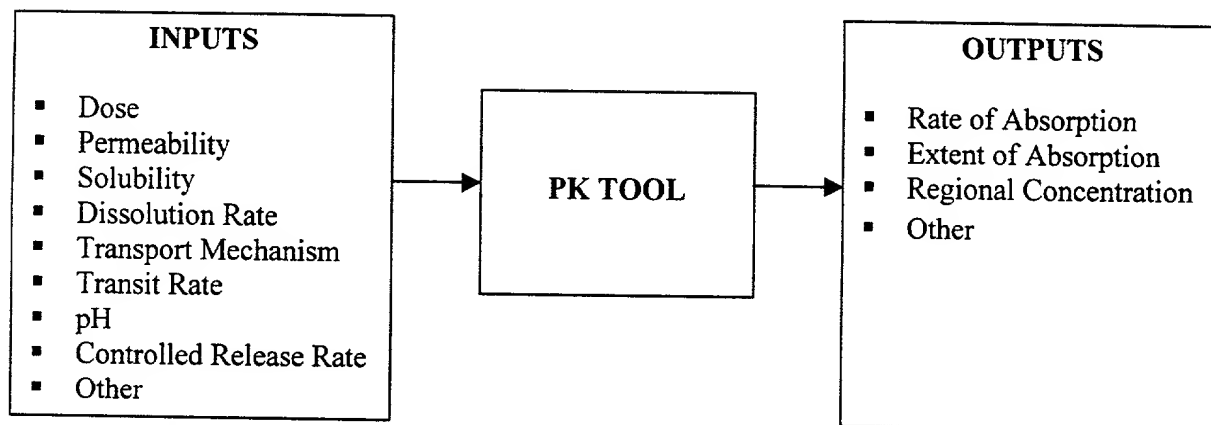 INPUTS
▪ Dose
▪ Permeability
▪ Solubility
▪ Dissolution Rate
▪ Transport Mechanism
▪ Transit Rate
▪ pH
▪ Controlled Release Rate
▪ Other
PK TOOL
OUTPUTS
▪ Rate of Absorption
▪ Extent of Absorption
▪ Regional Concentration
▪ Other